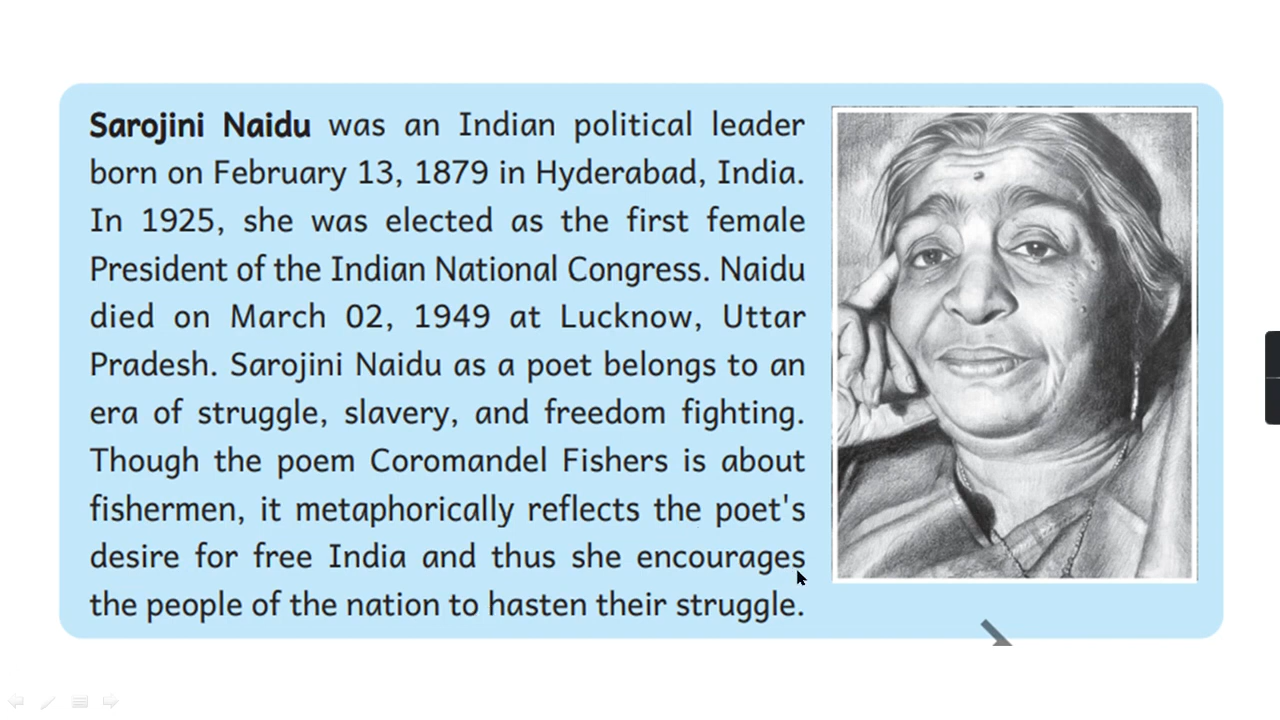 Sarojini Naidu was an Indian political leader
born on February 13, 1879 in Hyderabad, India.
In 1925, she was elected as the first female
President of the Indian National Congress. Naidu
died on March 02, 1949 at Lucknow, Uttar
Pradesh. Sarojini Naidu as a poet belongs to an
era of struggle, slavery, and freedom fighting.
Though the poem Coromandel Fishers is about
fishermen, it metaphorically reflects the poet's
desire for free India and thus she encourages
the people of the nation to hasten their struggle.